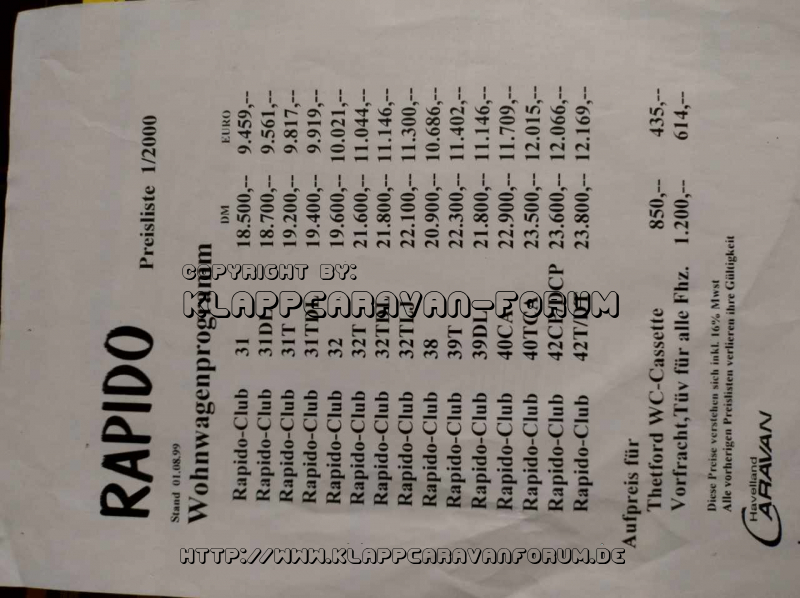 RAPIDO
Preisliste 1/2000
Stand 01.08.99
Wohnwagenprogramm
DM EURO
Rapido-Club 31 18.500,-- 9.459,--
Rapido-Club 31DL 18.700,-- 9.561,--
Rapido-Club 31T 19.200,-- 9.817,--
Rapido-Club 31TDL 19.400,-- 9.919,--
Rapido-Club 32 19.600,-- 10.021,--
Rapido-Club 32T 21.600,-- 11.044,--
Rapido-Club 32TDL 21.800,-- 11.146,--
Rapido-Club 22.100,-- 11.300,--
Rapido-Club 38 20.900,-- 10.686,--
Rapido-Club 39T 22.300,-- 11.402,--
Rapido-Club 21.800,-- 11.146,--
Rapido-Club 40CA 22.900,-- 11.709,--
Rapido-Club 40TCA 23.500,-- 12.015,--
Rapido-Club 23.600,-- 12.066,--
Rapido-Club 23.800,-- 12.169,--
Aufpreis für
Thetford WC-Cassette 850,-- 435,--
Vorfracht,Tüv für alle Fhz. 1.200,-- 614,--
Diese Preise verstehen sich inkl. 16% Mwst
Alle vorherigen Preislisten verlieren ihre Gültigkeit
Havelland
CARAVAN
Copyright by:
Klappcaravan-Forum
http://www.klappcaravanforum.de